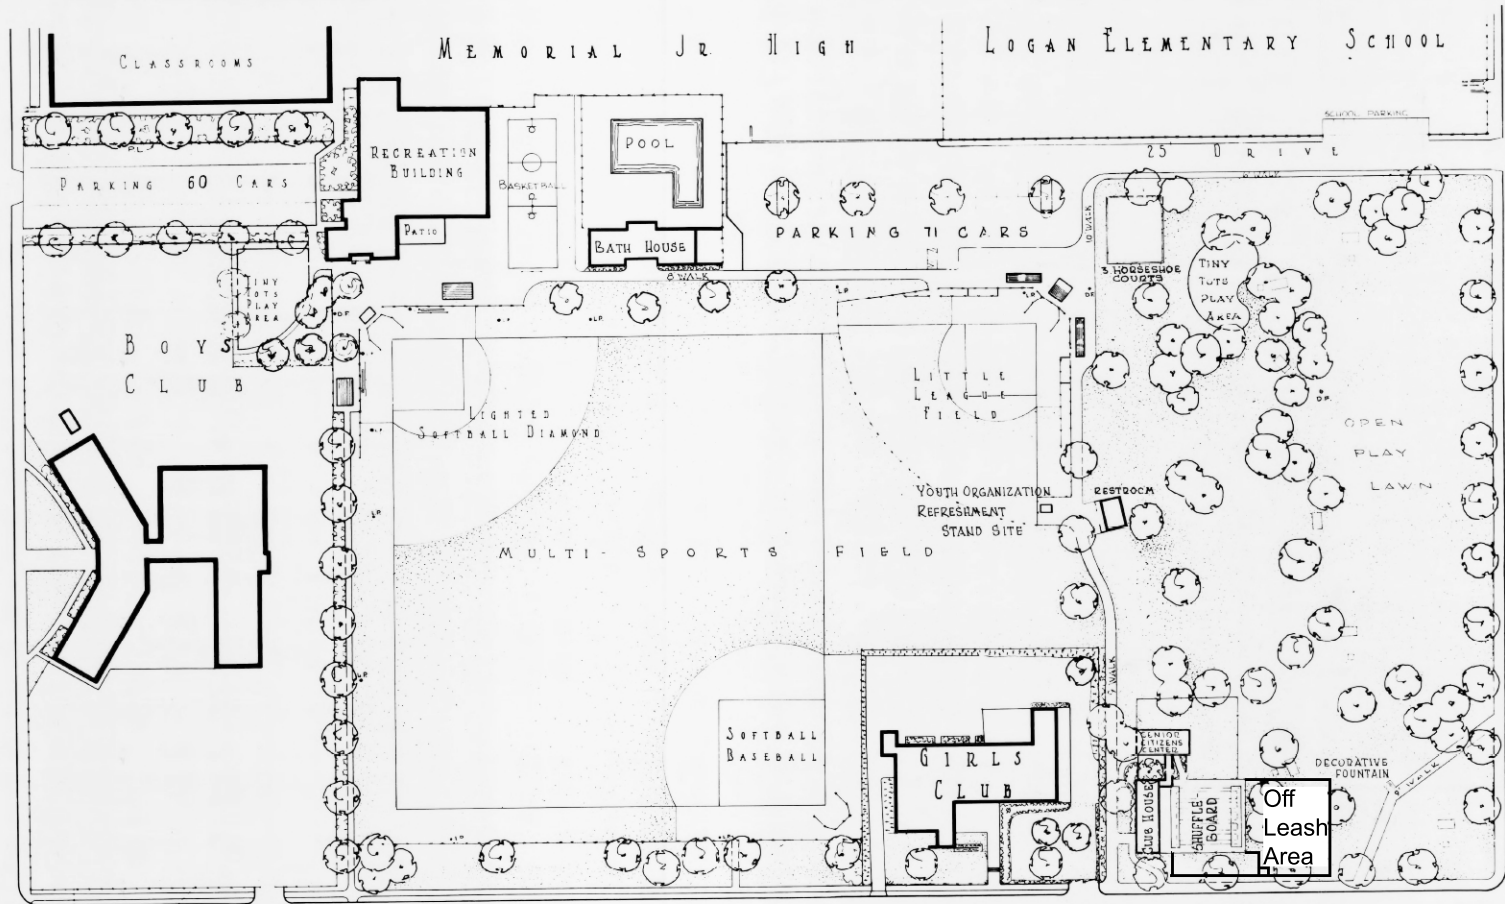 CLASSROOMS
MEMORIAL JR. HIGH
LOGAN ELEMENTARY SCHOOL
SCHOOL PARKING
25 DRIVE
PL
PARKING 60 CARS
RECREATION
BUILDING
PATIO
BASKETBALL
POOL
BATH HOUSE
8 WALK
PARKING 71 CARS
10 WALK
8 WALK
3 HORSESHOE
COURTS
TINY
TOTS
PLAY
AREA
TINY
TOTS
PLAY
AREA
BOYS
CLUB
LIGHTED
SOFTBALL DIAMOND
LITTLE
LEAGUE
FIELD
OPEN
PLAY
LAWN
YOUTH ORGANIZATION
REFRESHMENT
STAND SITE
RESTROOM
MULTI-SPORTS FIELD
9 WALK
SOFTBALL
BASEBALL
GIRLS
CLUB
SENIOR
CITIZENS
CENTER
CLUB HOUSE
SHUFFLE-
BOARD
DECORATIVE
FOUNTAIN
WALK
Off
Leash
Area